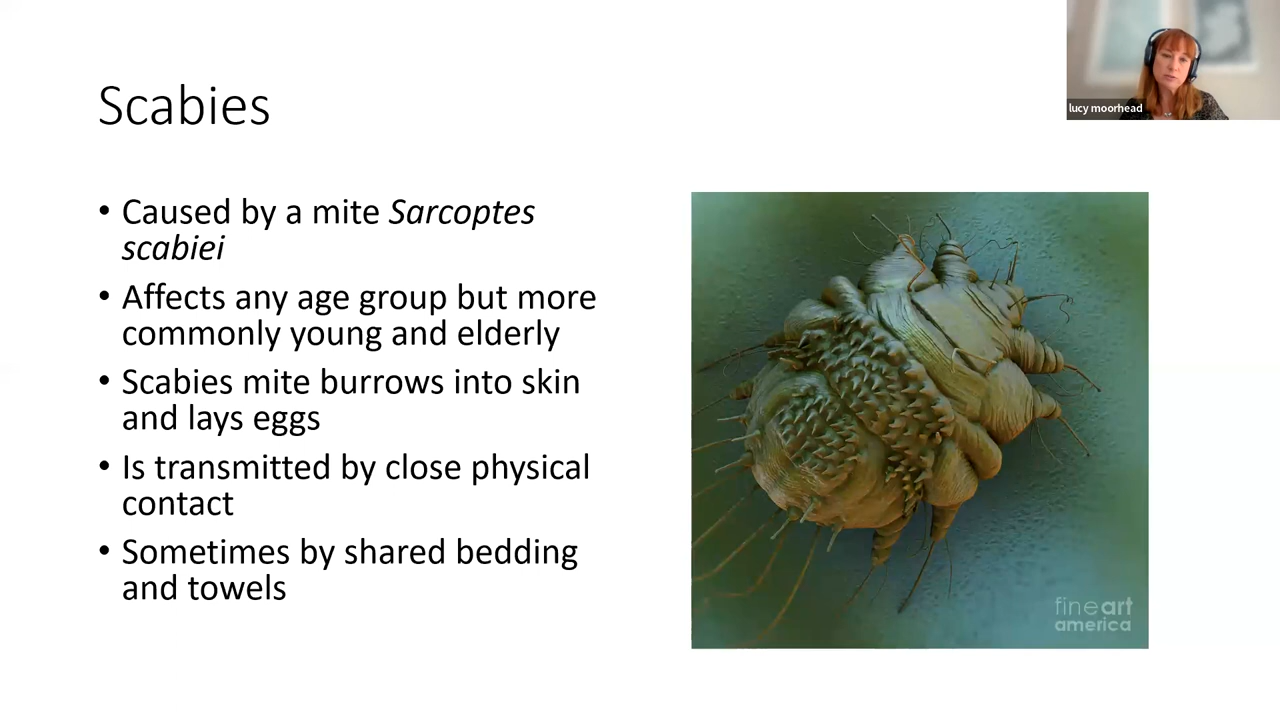 lucy moorhead
Scabies
• Caused by a mite Sarcoptes
scabiei
• Affects any age group but more
commonly young and elderly
• Scabies mite burrows into skin
and lays eggs
• Is transmitted by close physical
contact
• Sometimes by shared bedding
and towels
fineart
america